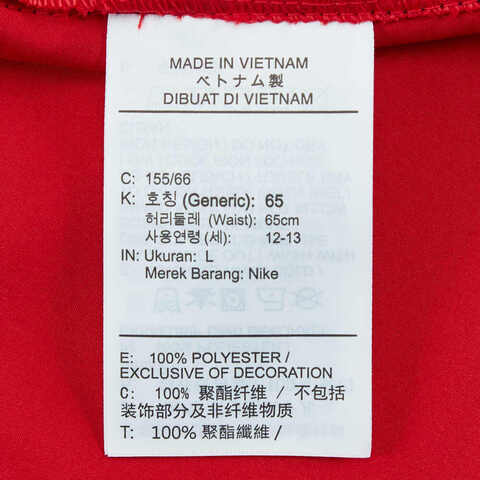 MADE IN VIETNAM
ベトナム製
DIBUAT DI VIETNAM
C: 155/66
K: 호칭 (Generic): 65
허리둘레 (Waist): 65cm
사용연령 (세): 12-13
IN: Ukuran: L
Merek Barang: Nike
E: 100% POLYESTER /
EXCLUSIVE OF DECORATION
C: 100% 聚酯纤维 / 不包括
装饰部分及非纤维物质
T: 100% 聚酯纖維 /